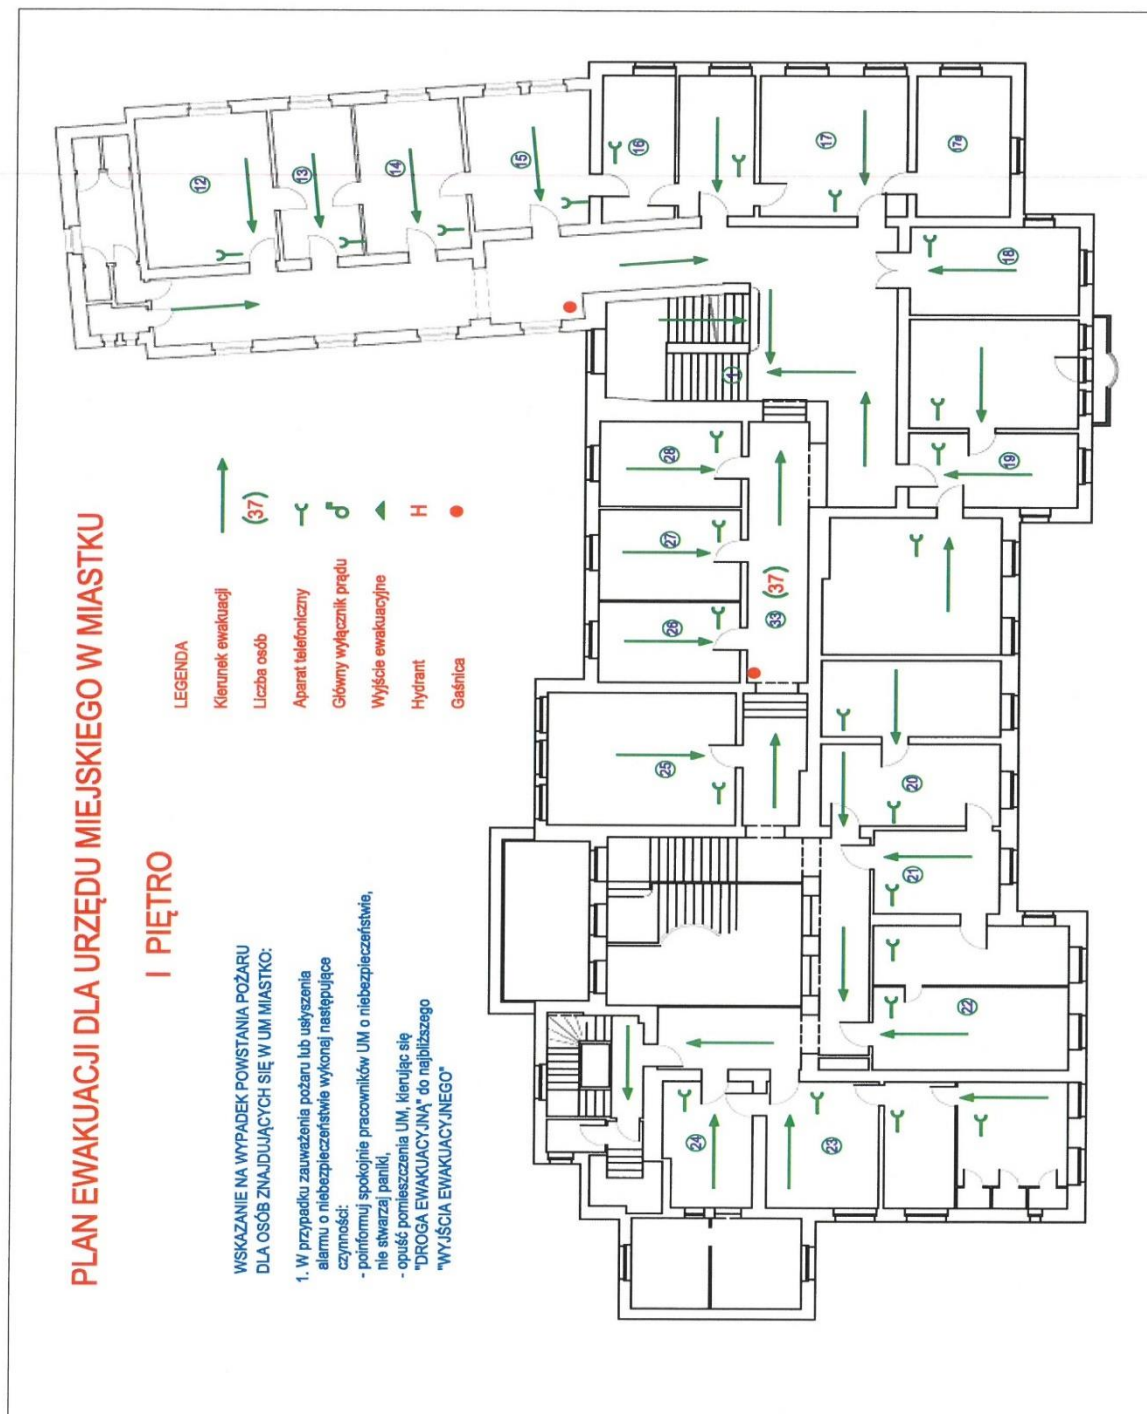 PLAN EWAKUACJI DLA URZĘDU MIEJSKIEGO W MIASTKU
I PIĘTRO
WSKAZANIE NA WYPADEK POWSTANIA POŻARU
DLA OSÓB ZNAJDUJĄCYCH SIĘ W UM MIASTKO:
1. W przypadku zauważenia pożaru lub usłyszenia
alarmu o niebezpieczeństwie wykonaj następujące
czynności:
- poinformuj spokojnie pracowników UM o niebezpieczeństwie,
nie stwarzaj paniki,
- opuść pomieszczenia UM, kierując się
"DROGA EWAKUACYJNĄ" do najbliższego
"WYJŚCIA EWAKUACYJNEGO"
LEGENDA
Kierunek ewakuacji
Liczba osób
(37)
Aparat telefoniczny
Główny wyłącznik prądu
Wyjście ewakuacyjne
Hydrant
H
Gaśnica
12
13
14
15
16
17
17a
18
19
1
28
27
26
33 (37)
25
20
21
22
23
24